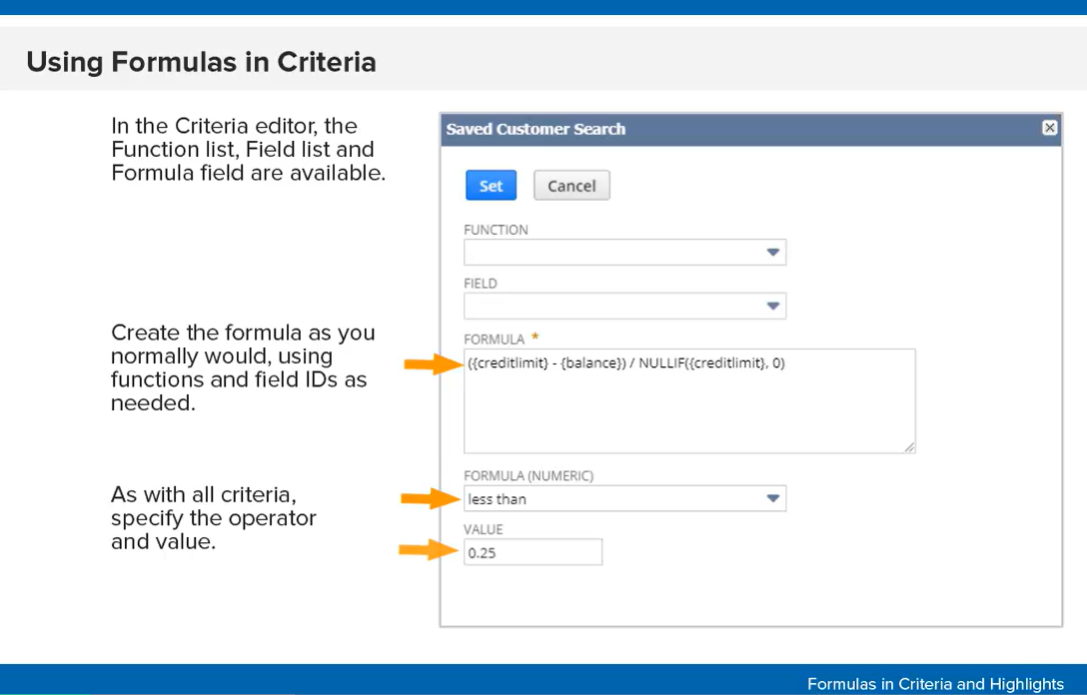 Using Formulas in Criteria
In the Criteria editor, the
Function list, Field list and
Formula field are available.
Create the formula as you
normally would, using
functions and field IDs as
needed.
As with all criteria,
specify the operator
and value.
Saved Customer Search
Set Cancel
FUNCTION
FIELD
FORMULA *
({creditlimit} - {balance}) / NULLIF({creditlimit}, 0)
FORMULA (NUMERIC)
less than
VALUE
0.25
Formulas in Criteria and Highlights